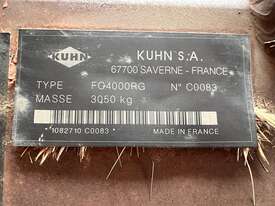 KUHN
KUHN S.A.
67700 SAVERNE - FRANCE
TYPE FG4000RG N° C0083
MASSE 3050 kg
*1082710 C0083 *
MADE IN FRANCE